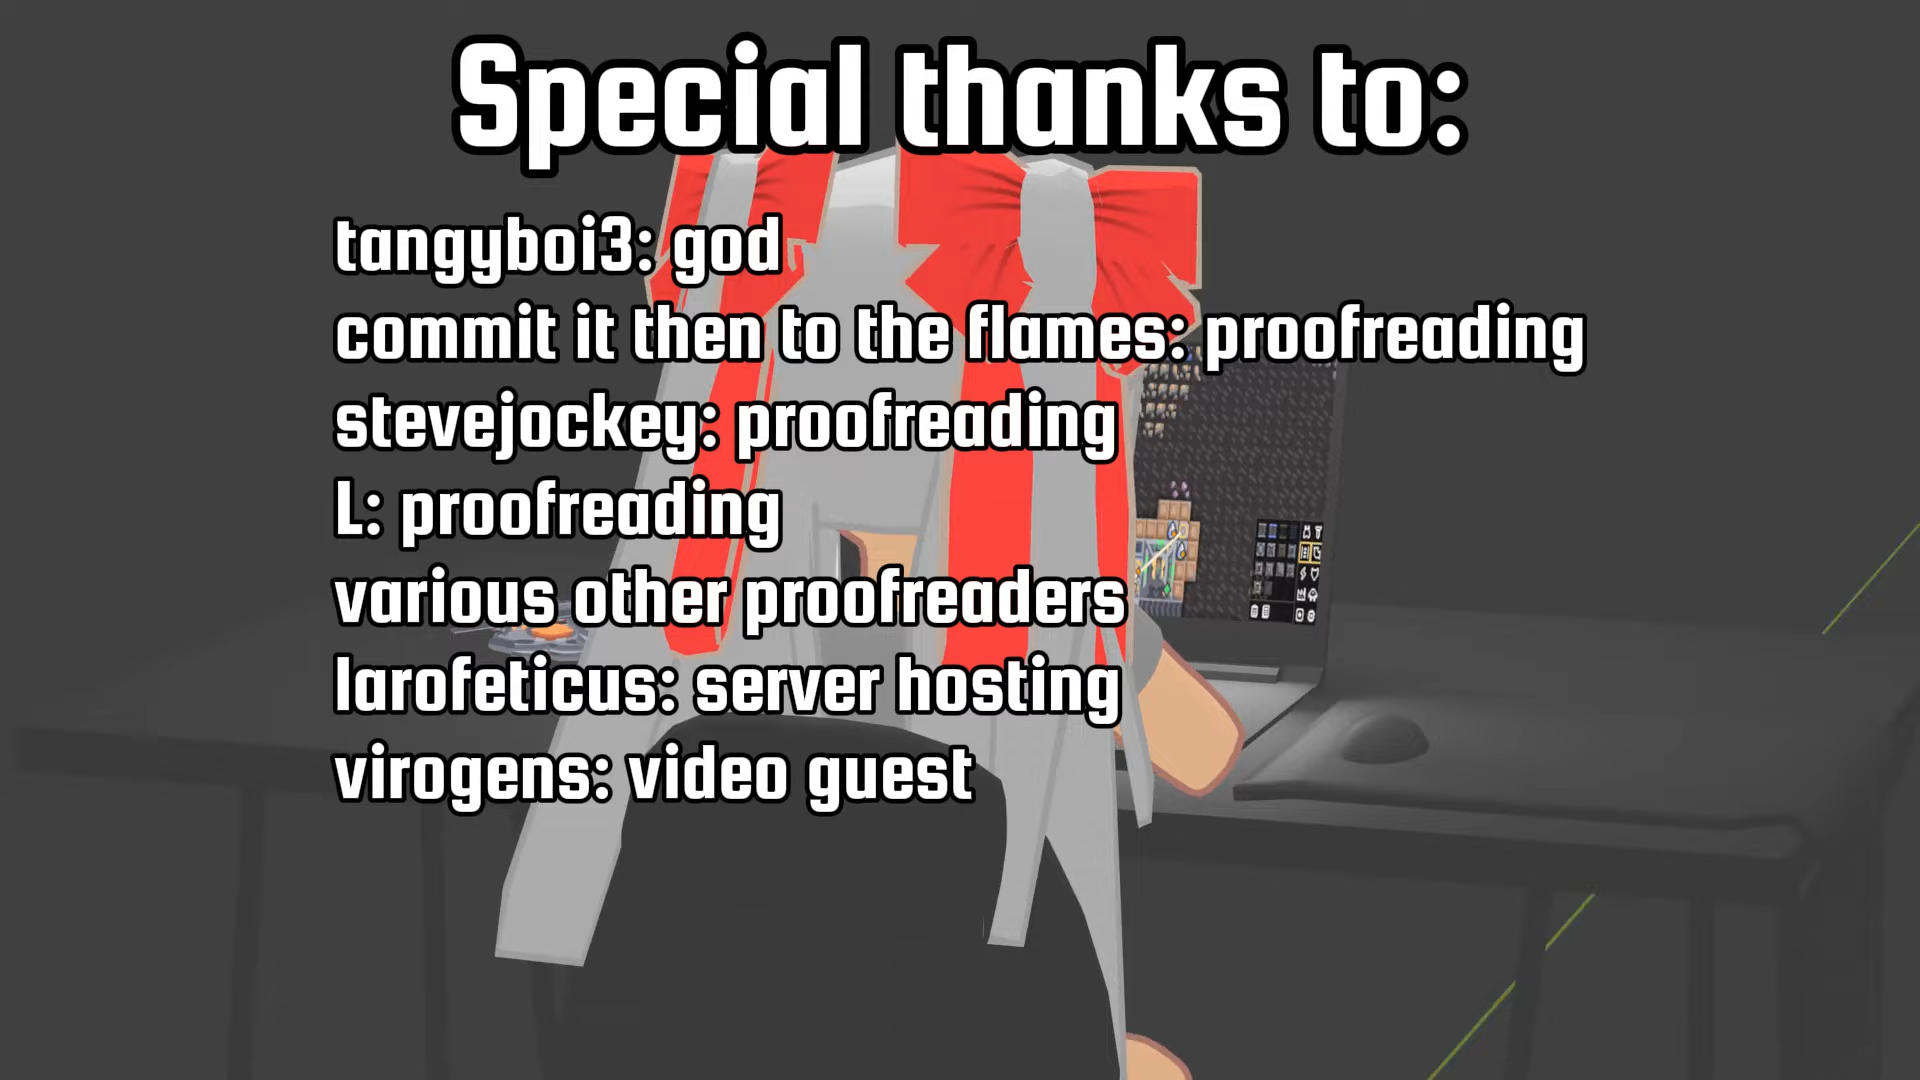 Special thanks to:
tangyboi3: god
commit it then to the flames: proofreading
stevejockey: proofreading
L: proofreading
various other proofreaders
larofeticus: server hosting
virogens: video guest